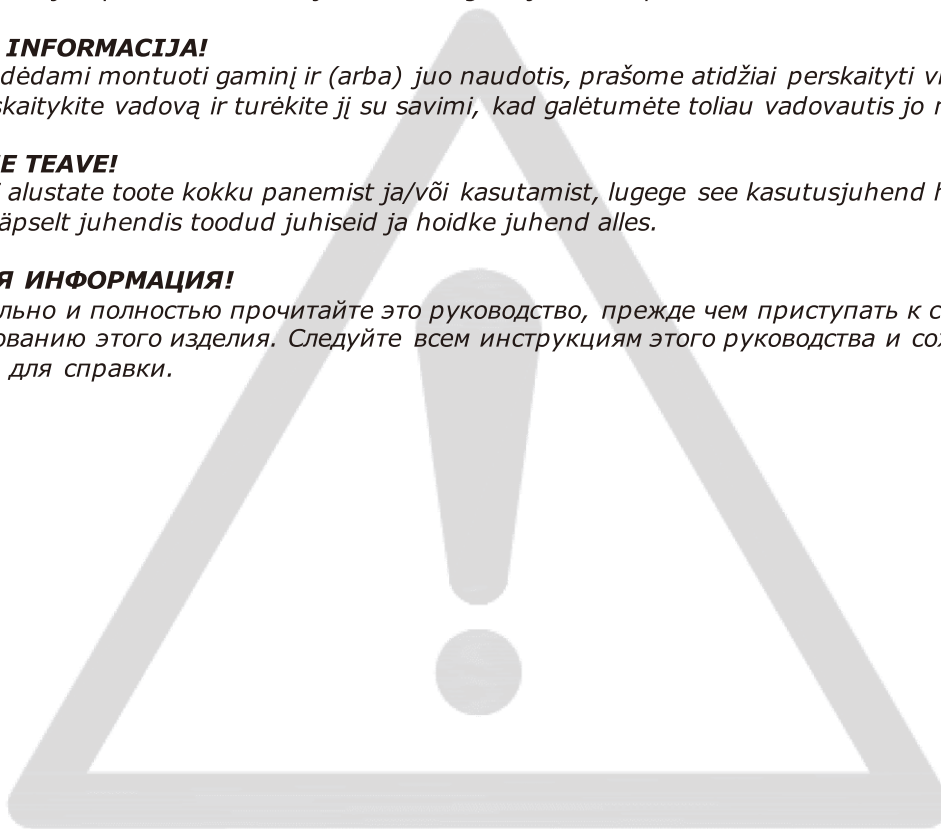 INFORMACIJA!
dėdami montuoti gaminį ir (arba) juo naudotis, prašome atidžiai perskaityti
skaitykite vadovą ir turėkite jį su savimi, kad galėtumėte toliau vadovautis jo
E TEAVE!
alustate toote kokku panemist ja/või kasutamist, lugege see kasutusjuhend
äpselt juhendis toodud juhiseid ja hoidke juhend alles.
Я ИНФОРМАЦИЯ!
льно и полностью прочитайте это руководство, прежде чем приступать к с
ованию этого изделия. Следуйте всем инструкциям этого руководства и сох
для справки.